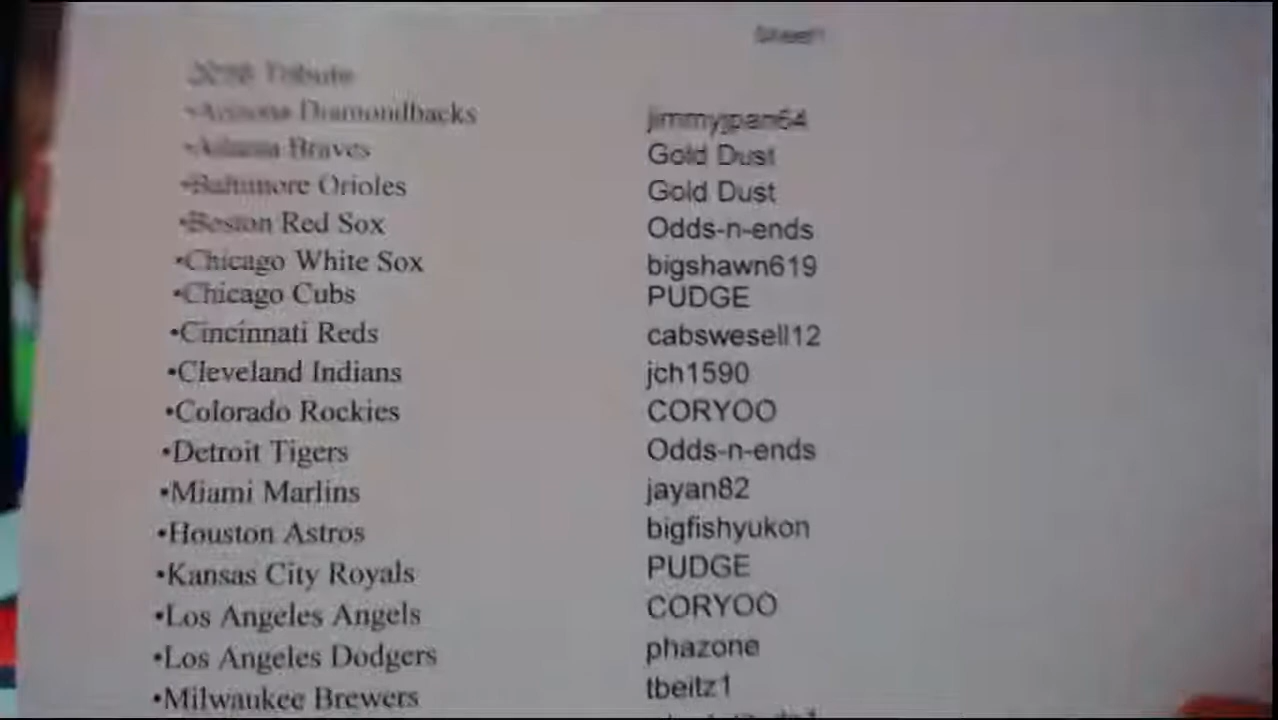 Sheet1
Tribute
•Arizona Diamondbacks jimmyjpan64
•Atlanta Braves Gold Dust
•Baltimore Orioles Gold Dust
•Boston Red Sox Odds-n-ends
•Chicago White Sox bigshawn619
•Chicago Cubs PUDGE
•Cincinnati Reds cabswesell12
•Cleveland Indians jch1590
•Colorado Rockies CORYOO
•Detroit Tigers Odds-n-ends
•Miami Marlins jayan82
•Houston Astros bigfishyukon
•Kansas City Royals PUDGE
•Los Angeles Angels CORYOO
•Los Angeles Dodgers phazone
•Milwaukee Brewers tbeitz1